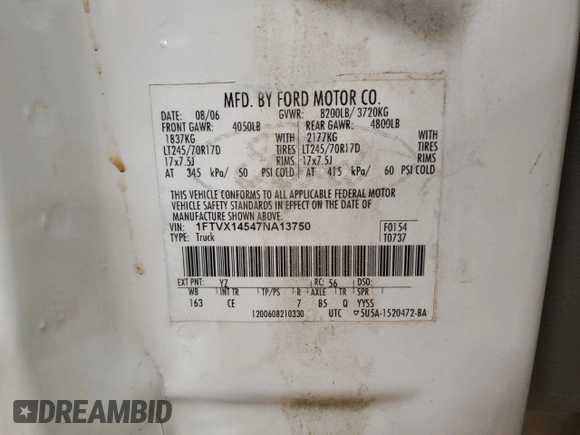 MFD. BY FORD MOTOR CO.
DATE: 08/06 GVWR: 8200LB/ 3720KG
FRONT GAWR: 4050LB REAR GAWR: 4800LB
1837KG WITH 2177KG WITH
LT245/70R17D TIRES LT245/70R17D TIRES
17x7.5J RIMS 17x7.5J RIMS
AT 345 kPa/ 50 PSI COLD AT 415 kPa/ 60 PSI COLD
THIS VEHICLE CONFORMS TO ALL APPLICABLE FEDERAL MOTOR
VEHICLE SAFETY STANDARDS IN EFFECT ON THE DATE OF
MANUFACTURE SHOWN ABOVE.
VIN: 1FTVX14547NA13750 F0154
TYPE: Truck T0737
EXT PNT: YZ RC: 56 DSO:
WB INT TR TP/PS R AXLE TR SPR
163 CE 7 B5 Q YYSS
1200608210330 UTC ▽5U5A-1520472-BA
DREAMBID